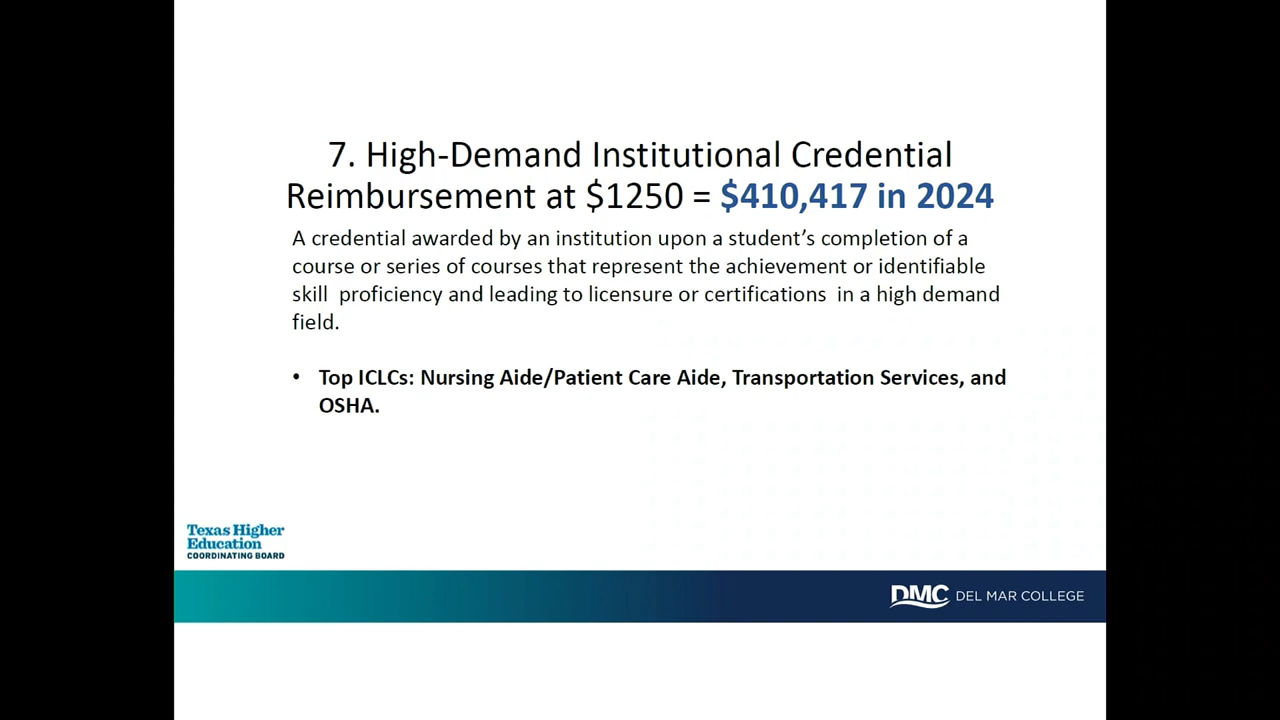 7. High-Demand Institutional Credential
Reimbursement at $1250 = $410,417 in 2024
A credential awarded by an institution upon a student’s completion of a
course or series of courses that represent the achievement or identifiable
skill proficiency and leading to licensure or certifications in a high demand
field.
• Top ICLCs: Nursing Aide/Patient Care Aide, Transportation Services, and
OSHA.
Texas Higher
Education
COORDINATING BOARD
DMC DEL MAR COLLEGE